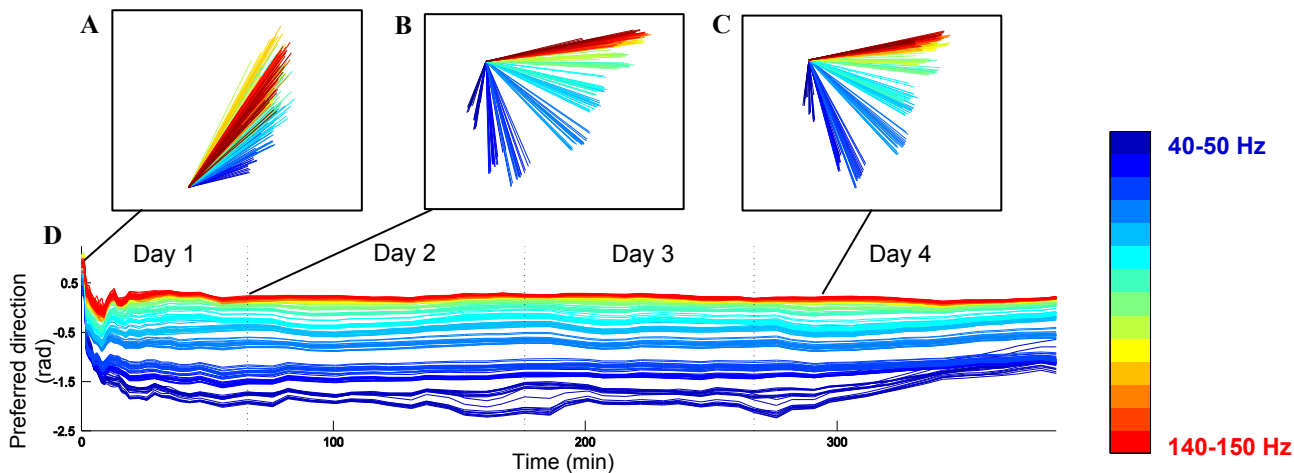 A
B
C
40-50 Hz
140-150 Hz
D
Day 1
Day 2
Day 3
Day 4
Preferred direction
(rad)
0.5
-0.5
-1.5
-2.5
0
100
200
300
Time (min)